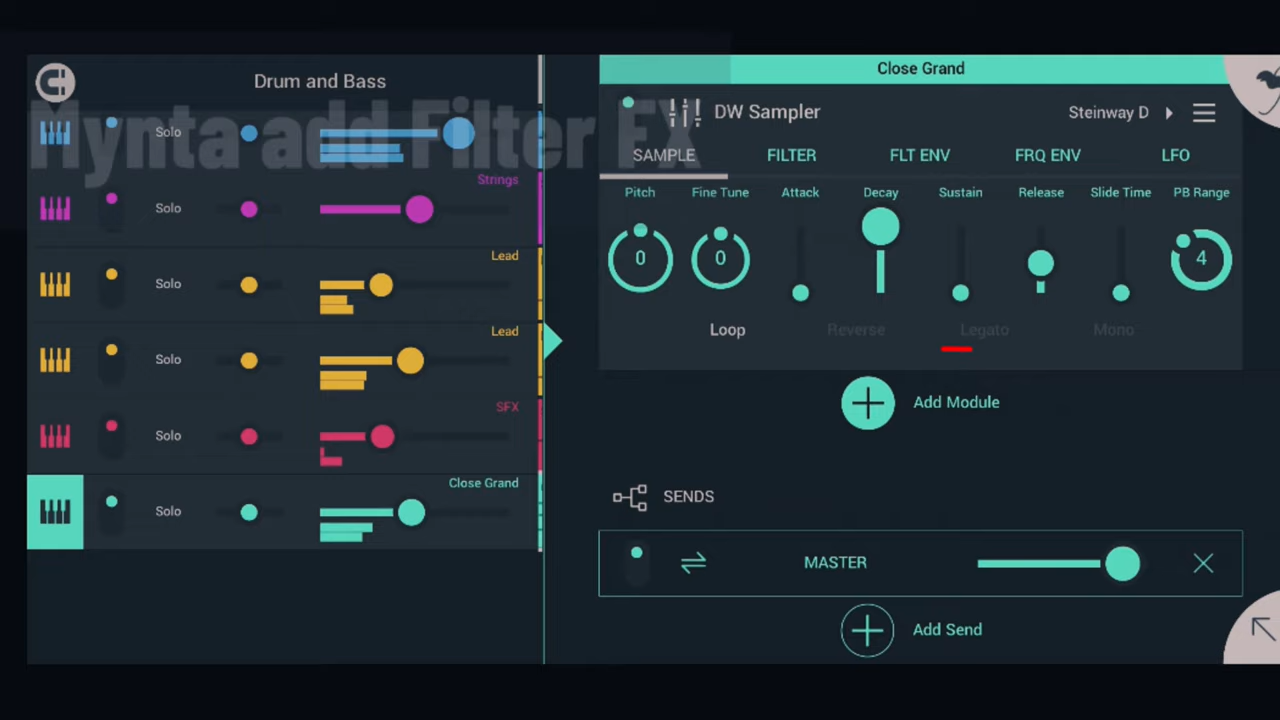 Drum and Bass
Nynta add Filter FX
Solo
Strings
Solo
Lead
Solo
Lead
Solo
SFX
Solo
Close Grand
Solo
Close Grand
DW Sampler
Steinway D
SAMPLE FILTER FLT ENV FRQ ENV LFO
Pitch Fine Tune Attack Decay Sustain Release Slide Time PB Range
0 0 4
Loop Reverse Legato Mono
Add Module
SENDS
MASTER
Add Send